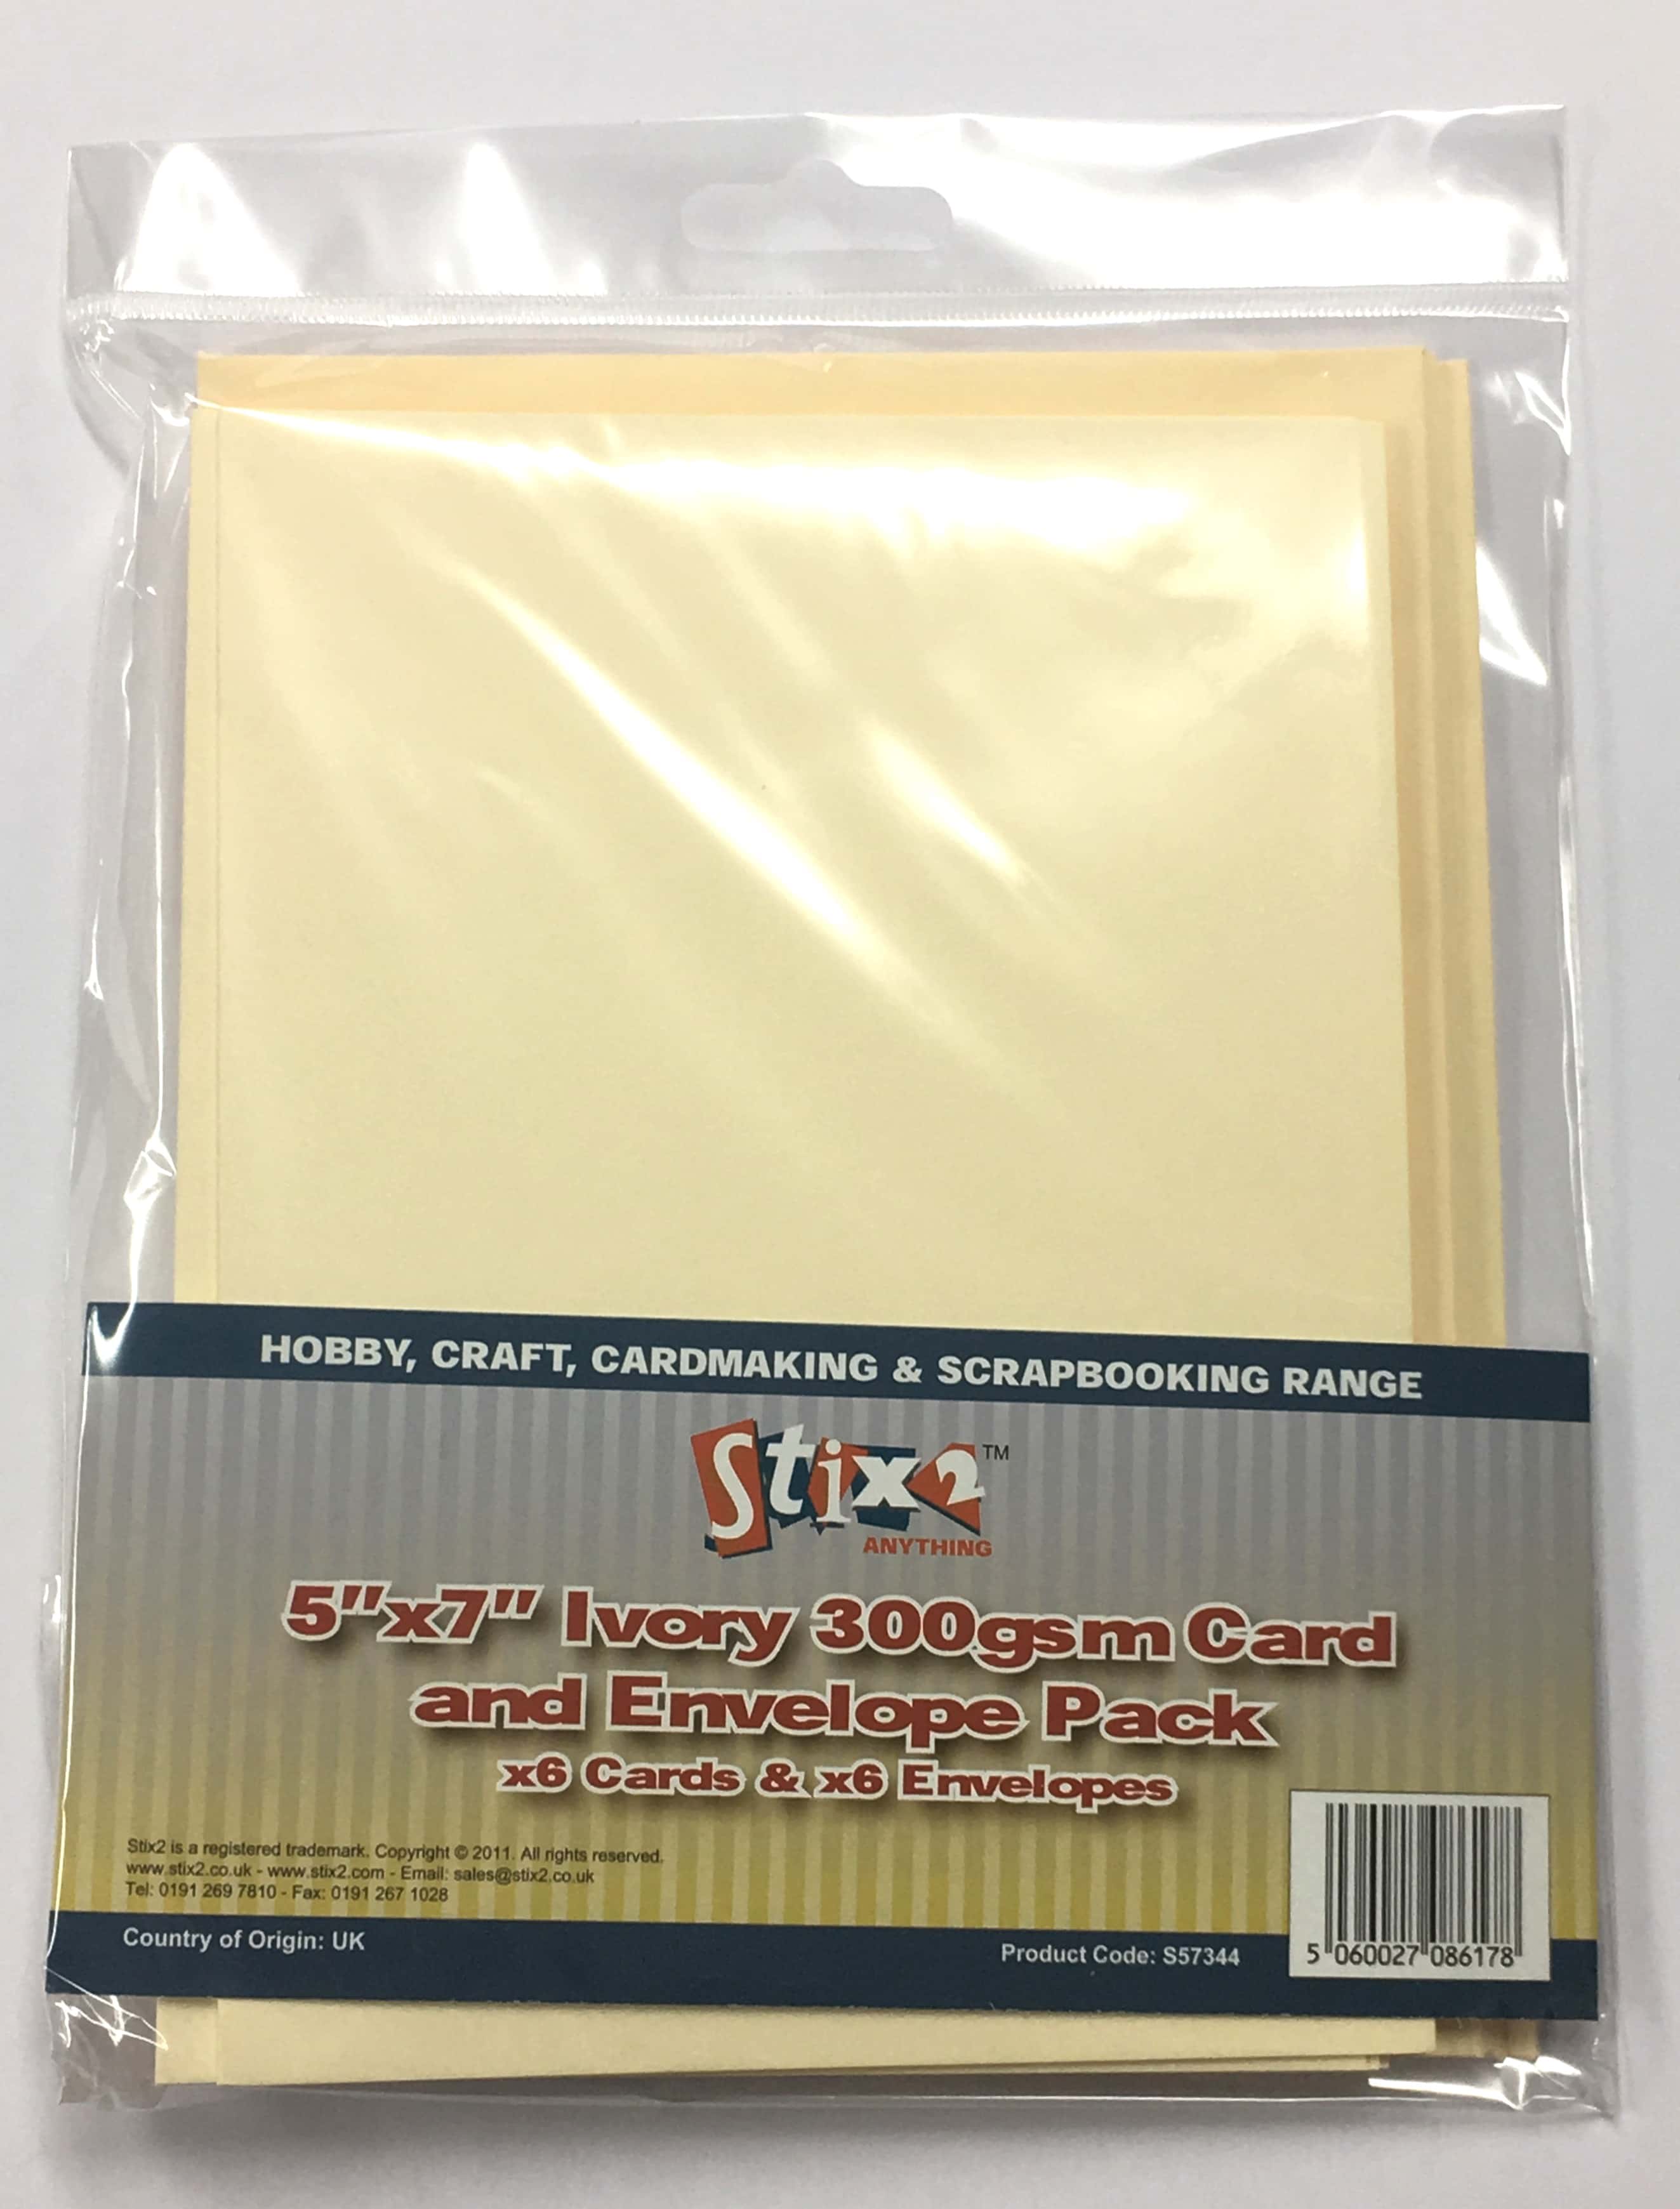 HOBBY, CRAFT, CARDMAKING & SCRAPBOOKING RANGE
Stix2™
ANYTHING
5"x7" Ivory 300gsm Card
and Envelope Pack
x6 Cards & x6 Envelopes
Stix2 is a registered trademark. Copyright © 2011. All rights reserved.
www.stix2.co.uk - www.stix2.com - Email: sales@stix2.co.uk
Tel: 0191 269 7810 - Fax: 0191 267 1028
Country of Origin: UK
Product Code: S57344
5 060027 086178